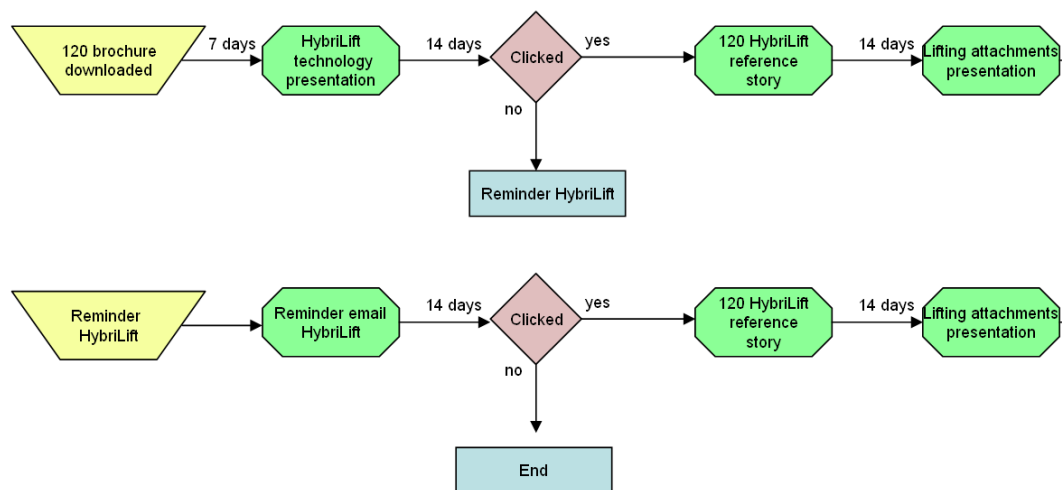 120 brochure
downloaded
7 days
HybriLift
technology
presentation
14 days
Clicked
yes
no
120 HybriLift
reference
story
14 days
Lifting attachments
presentation
Reminder HybriLift
Reminder
HybriLift
Reminder email
HybriLift
14 days
Clicked
yes
no
120 HybriLift
reference
story
14 days
Lifting attachments
presentation
End